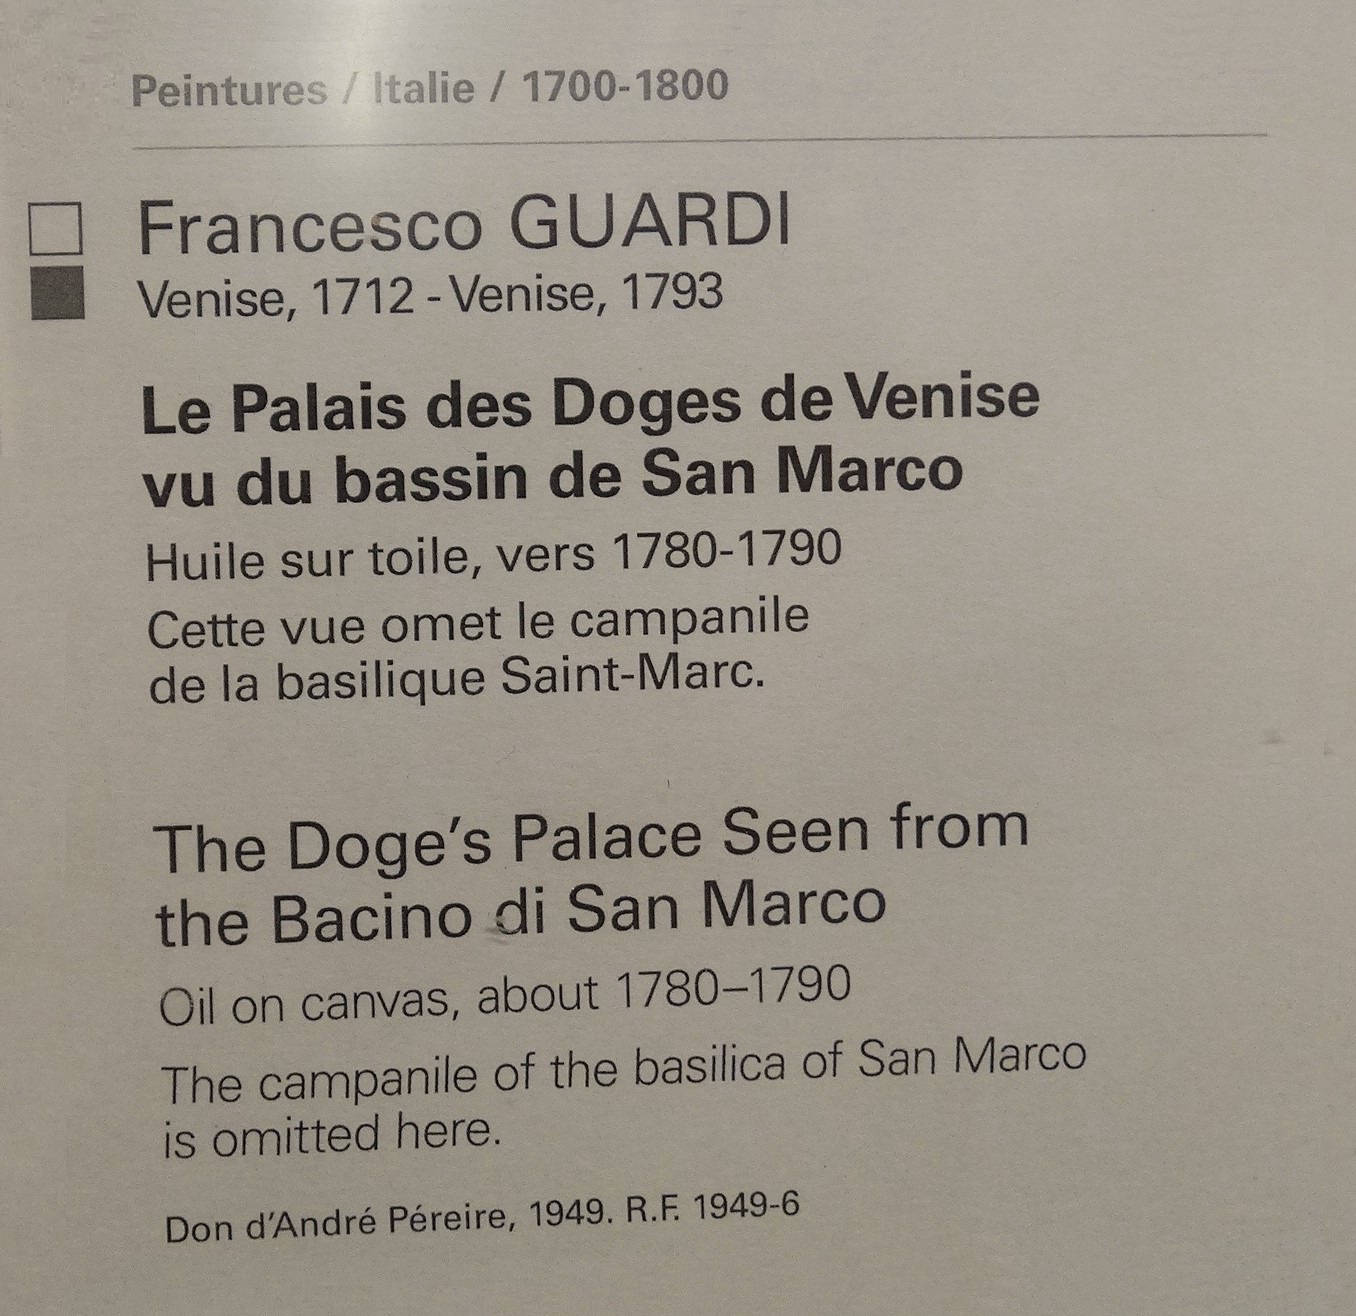 Peintures / Italie / 1700-1800
Francesco GUARDI
Venise, 1712 - Venise, 1793
Le Palais des Doges de Venise
vu du bassin de San Marco
Huile sur toile, vers 1780-1790
Cette vue omet le campanile
de la basilique Saint-Marc.
The Doge’s Palace Seen from
the Bacino di San Marco
Oil on canvas, about 1780–1790
The campanile of the basilica of San Marco
is omitted here.
Don d’André Péreire, 1949. R.F. 1949-6